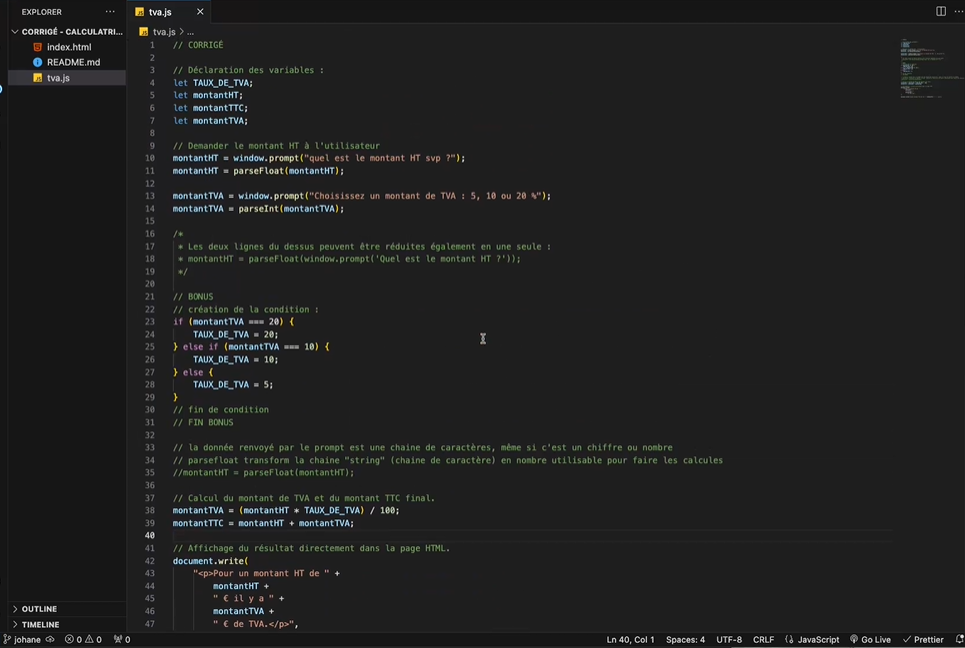 EXPLORER
...
tva.js
CORRIGÉ - CALCULATRI...
index.html
README.md
tva.js
tva.js > ...
1 // CORRIGÉ
2
3 // Déclaration des variables :
4 let TAUX_DE_TVA;
5 let montantHT;
6 let montantTTC;
7 let montantTVA;
8
9 // Demander le montant HT à l'utilisateur
10 montantHT = window.prompt("quel est le montant HT svp ?");
11 montantHT = parseFloat(montantHT);
12
13 montantTVA = window.prompt("Choisissez un montant de TVA : 5, 10 ou 20 %");
14 montantTVA = parseInt(montantTVA);
15
16 /*
17 * Les deux lignes du dessus peuvent être réduites également en une seule :
18 * montantHT = parseFloat(window.prompt('Quel est le montant HT ?'));
19 */
20
21 // BONUS
22 // création de la condition :
23 if (montantTVA === 20) {
24 TAUX_DE_TVA = 20;
25 } else if (montantTVA === 10) {
26 TAUX_DE_TVA = 10;
27 } else {
28 TAUX_DE_TVA = 5;
29 }
30 // fin de condition
31 // FIN BONUS
32
33 // la donnée renvoyé par le prompt est une chaine de caractères, même si c'est un chiffre ou nombre
34 // parsefloat transform la chaine "string" (chaine de caractère) en nombre utilisable pour faire les calcules
35 //montantHT = parseFloat(montantHT);
36
37 // Calcul du montant de TVA et du montant TTC final.
38 montantTVA = (montantHT * TAUX_DE_TVA) / 100;
39 montantTTC = montantHT + montantTVA;
40
41 // Affichage du résultat directement dans la page HTML.
42 document.write(
43 "<p>Pour un montant HT de " +
44 montantHT +
45 " € il y a " +
46 montantTVA +
47 " € de TVA.</p>",
OUTLINE
TIMELINE
johane 0 0 0 Ln 40, Col 1 Spaces: 4 UTF-8 CRLF JavaScript Go Live Prettier